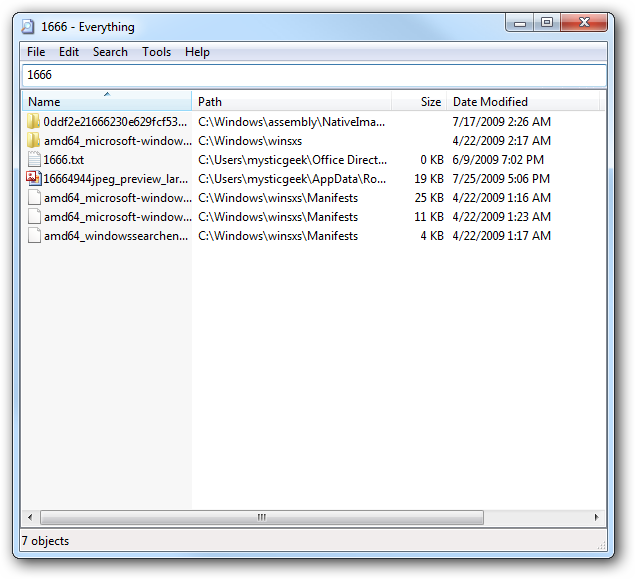 1666 - Everything
File Edit Search Tools Help
1666
Name Path Size Date Modified
0ddf2e21666230e629fcf53... C:\Windows\assembly\NativeIma... 7/17/2009 2:26 AM
amd64_microsoft-window... C:\Windows\winsxs 4/22/2009 2:17 AM
1666.txt C:\Users\mysticgeek\Office Direct... 0 KB 6/9/2009 7:02 PM
16664944jpeg_preview_lar... C:\Users\mysticgeek\AppData\Ro... 19 KB 7/25/2009 5:06 PM
amd64_microsoft-window... C:\Windows\winsxs\Manifests 25 KB 4/22/2009 1:16 AM
amd64_microsoft-window... C:\Windows\winsxs\Manifests 11 KB 4/22/2009 1:23 AM
amd64_windowssearchen... C:\Windows\winsxs\Manifests 4 KB 4/22/2009 1:17 AM
7 objects